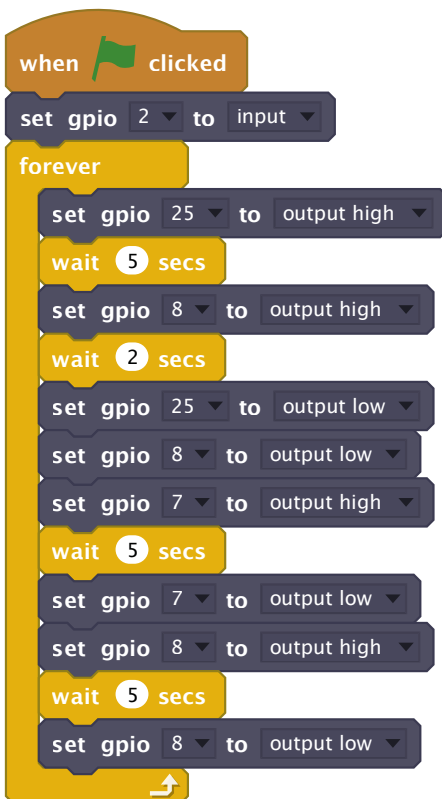 when clicked
set gpio 2 to input
forever
set gpio 25 to output high
wait 5 secs
set gpio 8 to output high
wait 2 secs
set gpio 25 to output low
set gpio 8 to output low
set gpio 7 to output high
wait 5 secs
set gpio 7 to output low
set gpio 8 to output high
wait 5 secs
set gpio 8 to output low